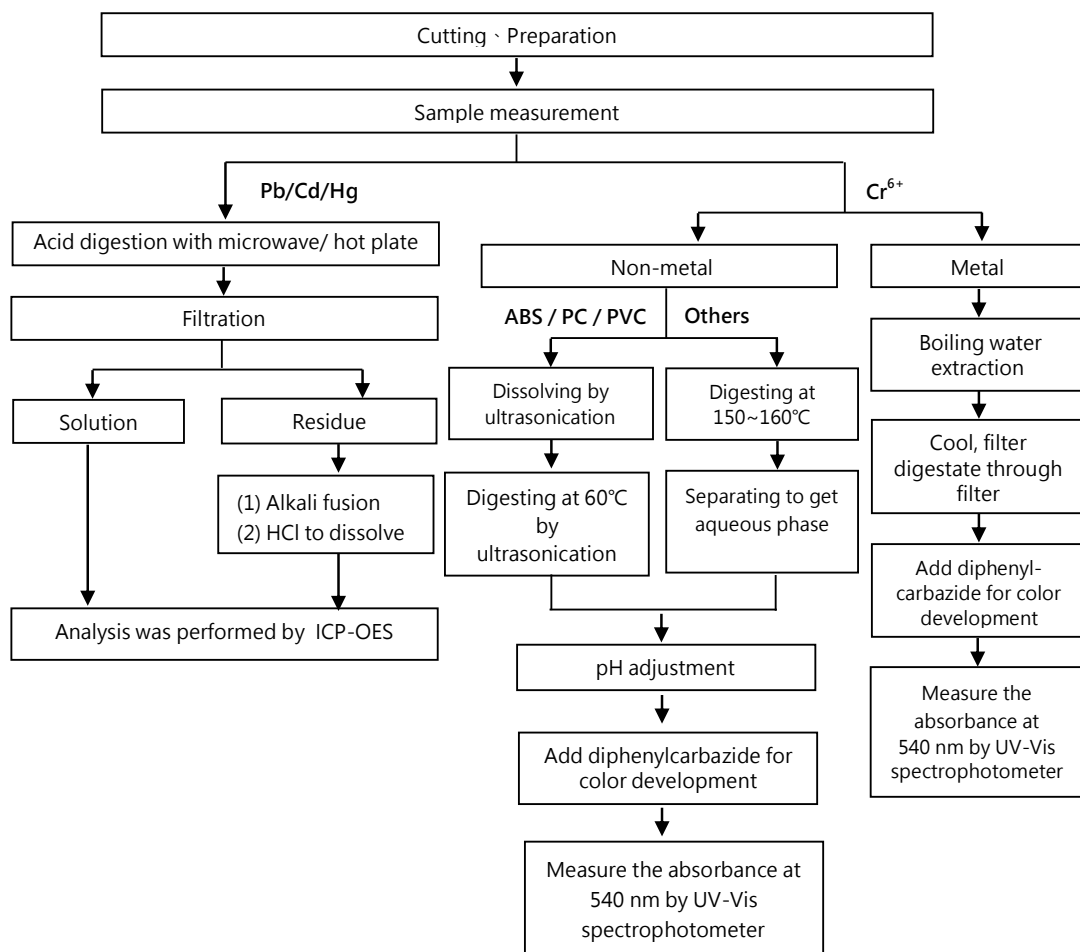 Cutting、Preparation
Sample measurement
Pb/Cd/Hg
Cr⁶⁺
Acid digestion with microwave/ hot plate
Filtration
Solution
Residue
(1) Alkali fusion
(2) HCl to dissolve
Analysis was performed by ICP-OES
Non-metal
ABS / PC / PVC
Others
Dissolving by
ultrasonication
Digesting at
150~160℃
Digesting at 60℃
by
ultrasonication
Separating to get
aqueous phase
pH adjustment
Add diphenylcarbazide for
color development
Measure the absorbance at
540 nm by UV-Vis
spectrophotometer
Metal
Boiling water
extraction
Cool, filter
digestate through
filter
Add diphenyl-
carbazide for color
development
Measure the
absorbance at
540 nm by UV-Vis
spectrophotometer